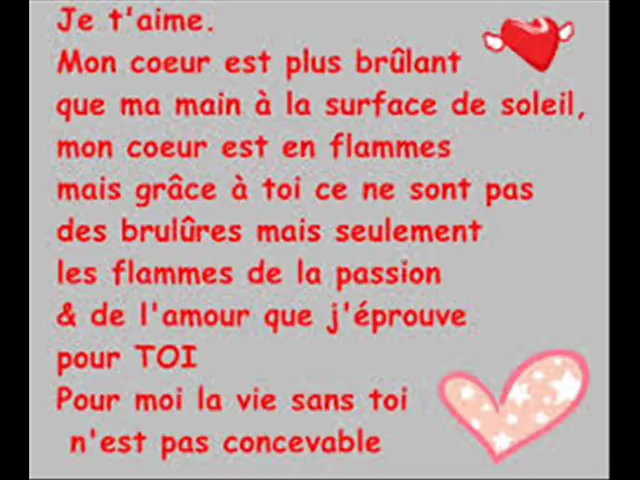 Je t'aime.
Mon coeur est plus brûlant
que ma main à la surface de soleil,
mon coeur est en flammes
mais grâce à toi ce ne sont pas
des brulûres mais seulement
les flammes de la passion
& de l'amour que j'éprouve
pour TOI
Pour moi la vie sans toi
n'est pas concevable